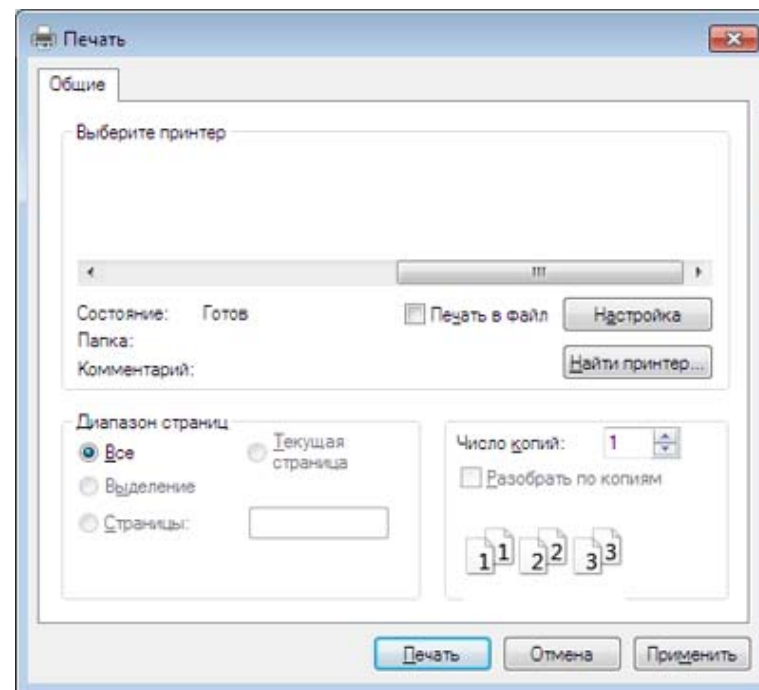 Печать
Общие
Выберите принтер
Состояние: Готов
Печать в файл
Настройка
Папка:
Комментарий:
Найти принтер...
Диапазон страниц
Все
Текущая страница
Выделение
Страницы:
Число копий: 1
Разобрать по копиям
1 1 2 2 3 3
Печать
Отмена
Применить